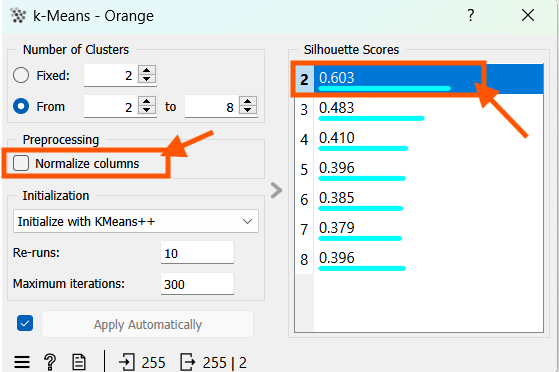 k-Means - Orange
Number of Clusters
Fixed: 2
From 2 to 8
Preprocessing
Normalize columns
Initialization
Initialize with KMeans++
Re-runs: 10
Maximum iterations: 300
Apply Automatically
255 255 | 2
Silhouette Scores
2 0.603
3 0.483
4 0.410
5 0.396
6 0.385
7 0.379
8 0.396